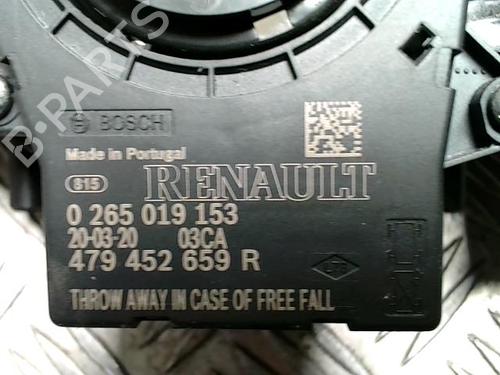 B-PARTS
BOSCH
Made in Portugal
815
RENAULT
0 265 019 153
20-03-20 03CA
479 452 659 R
THROW AWAY IN CASE OF FREE FALL